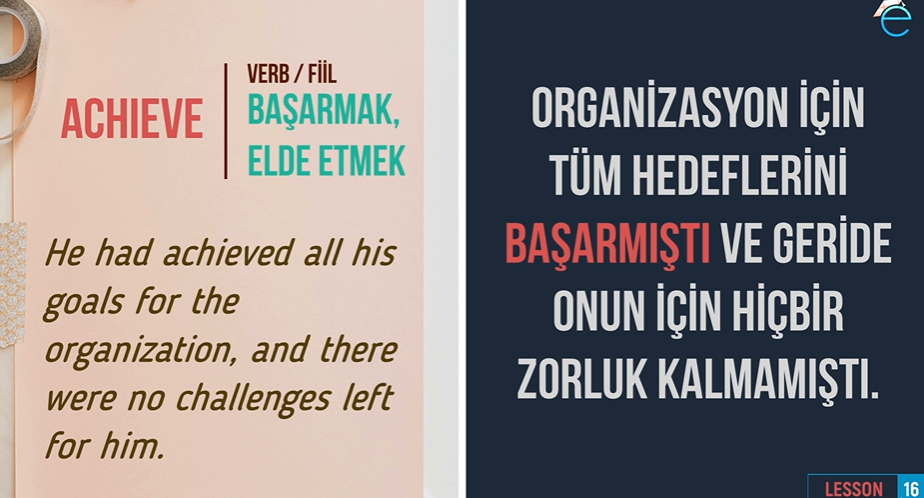 ACHIEVE
VERB / FİİL
BAŞARMAK,
ELDE ETMEK
He had achieved all his
goals for the
organization, and there
were no challenges left
for him.
ORGANİZASYON İÇİN
TÜM HEDEFLERİNİ
BAŞARMIŞTI VE GERİDE
ONUN İÇİN HİÇBİR
ZORLUK KALMAMIŞTI.
LESSON 16